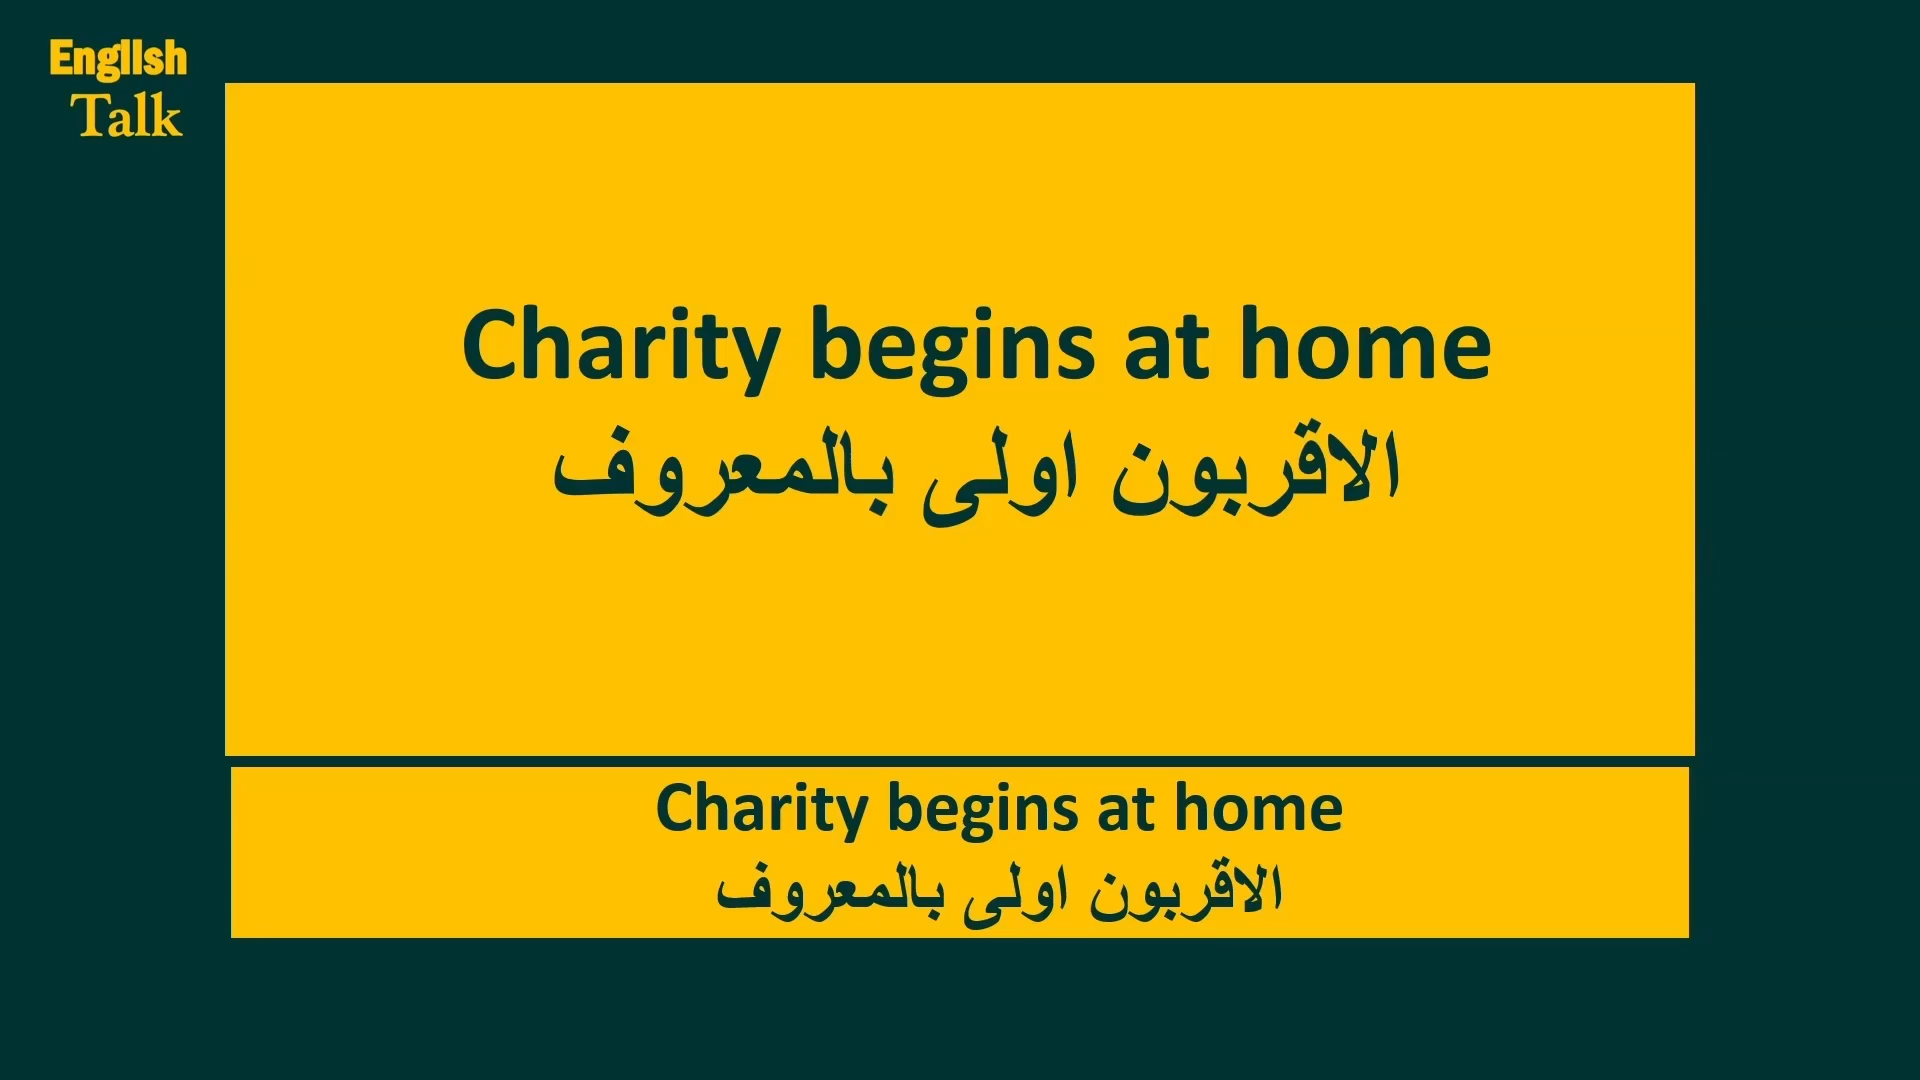 English
Talk
Charity begins at home
الاقربون اولى بالمعروف
Charity begins at home
الاقربون اولى بالمعروف